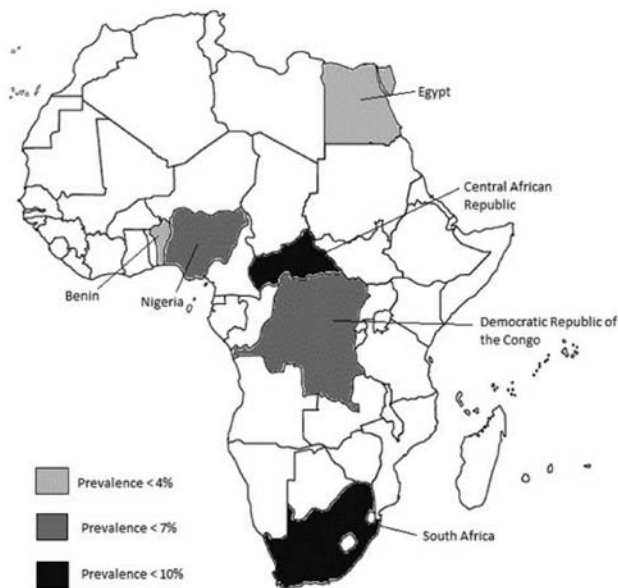 Egypt
Central African
Republic
Benin
Nigeria
Democratic Republic of
the Congo
Prevalence < 4%
Prevalence < 7%
South Africa
Prevalence < 10%